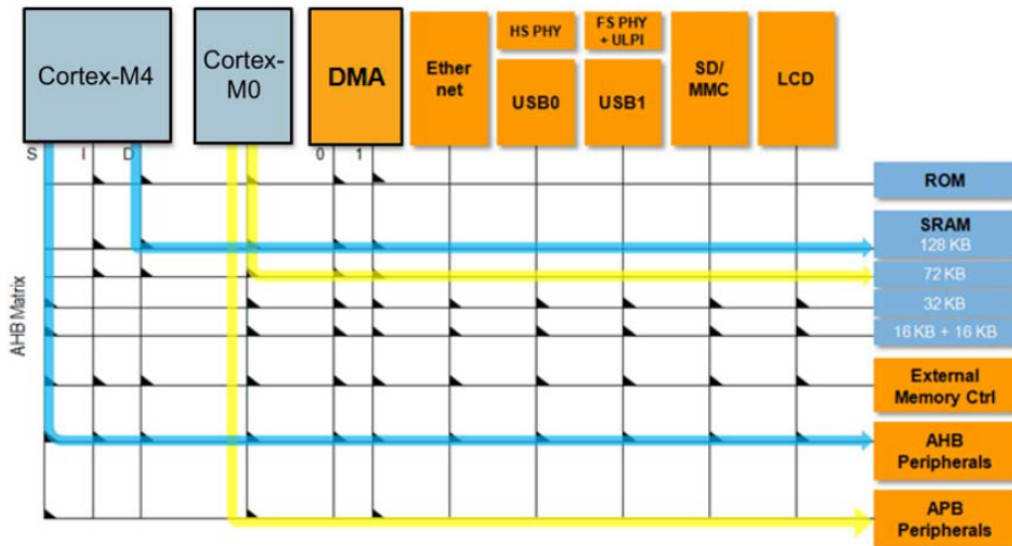 Cortex-M4
Cortex-
M0
DMA
Ether
net
HS PHY
USB0
FS PHY
+ ULPI
USB1
SD/
MMC
LCD
S
I
D
0
1
AHB Matrix
ROM
SRAM
128 KB
72 KB
32 KB
16 KB + 16 KB
External
Memory Ctrl
AHB
Peripherals
APB
Peripherals